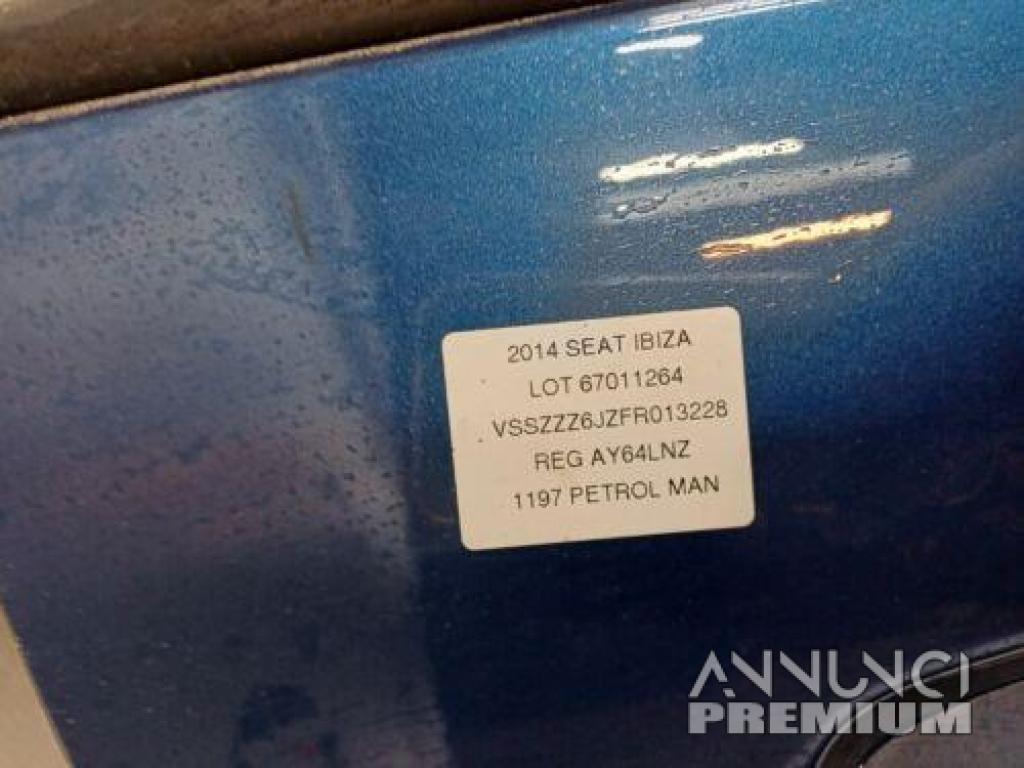 2014 SEAT IBIZA
LOT 67011264
VSSZZZ6JZFR013228
REG AY64LNZ
1197 PETROL MAN
ANNUNCI
PREMIUM